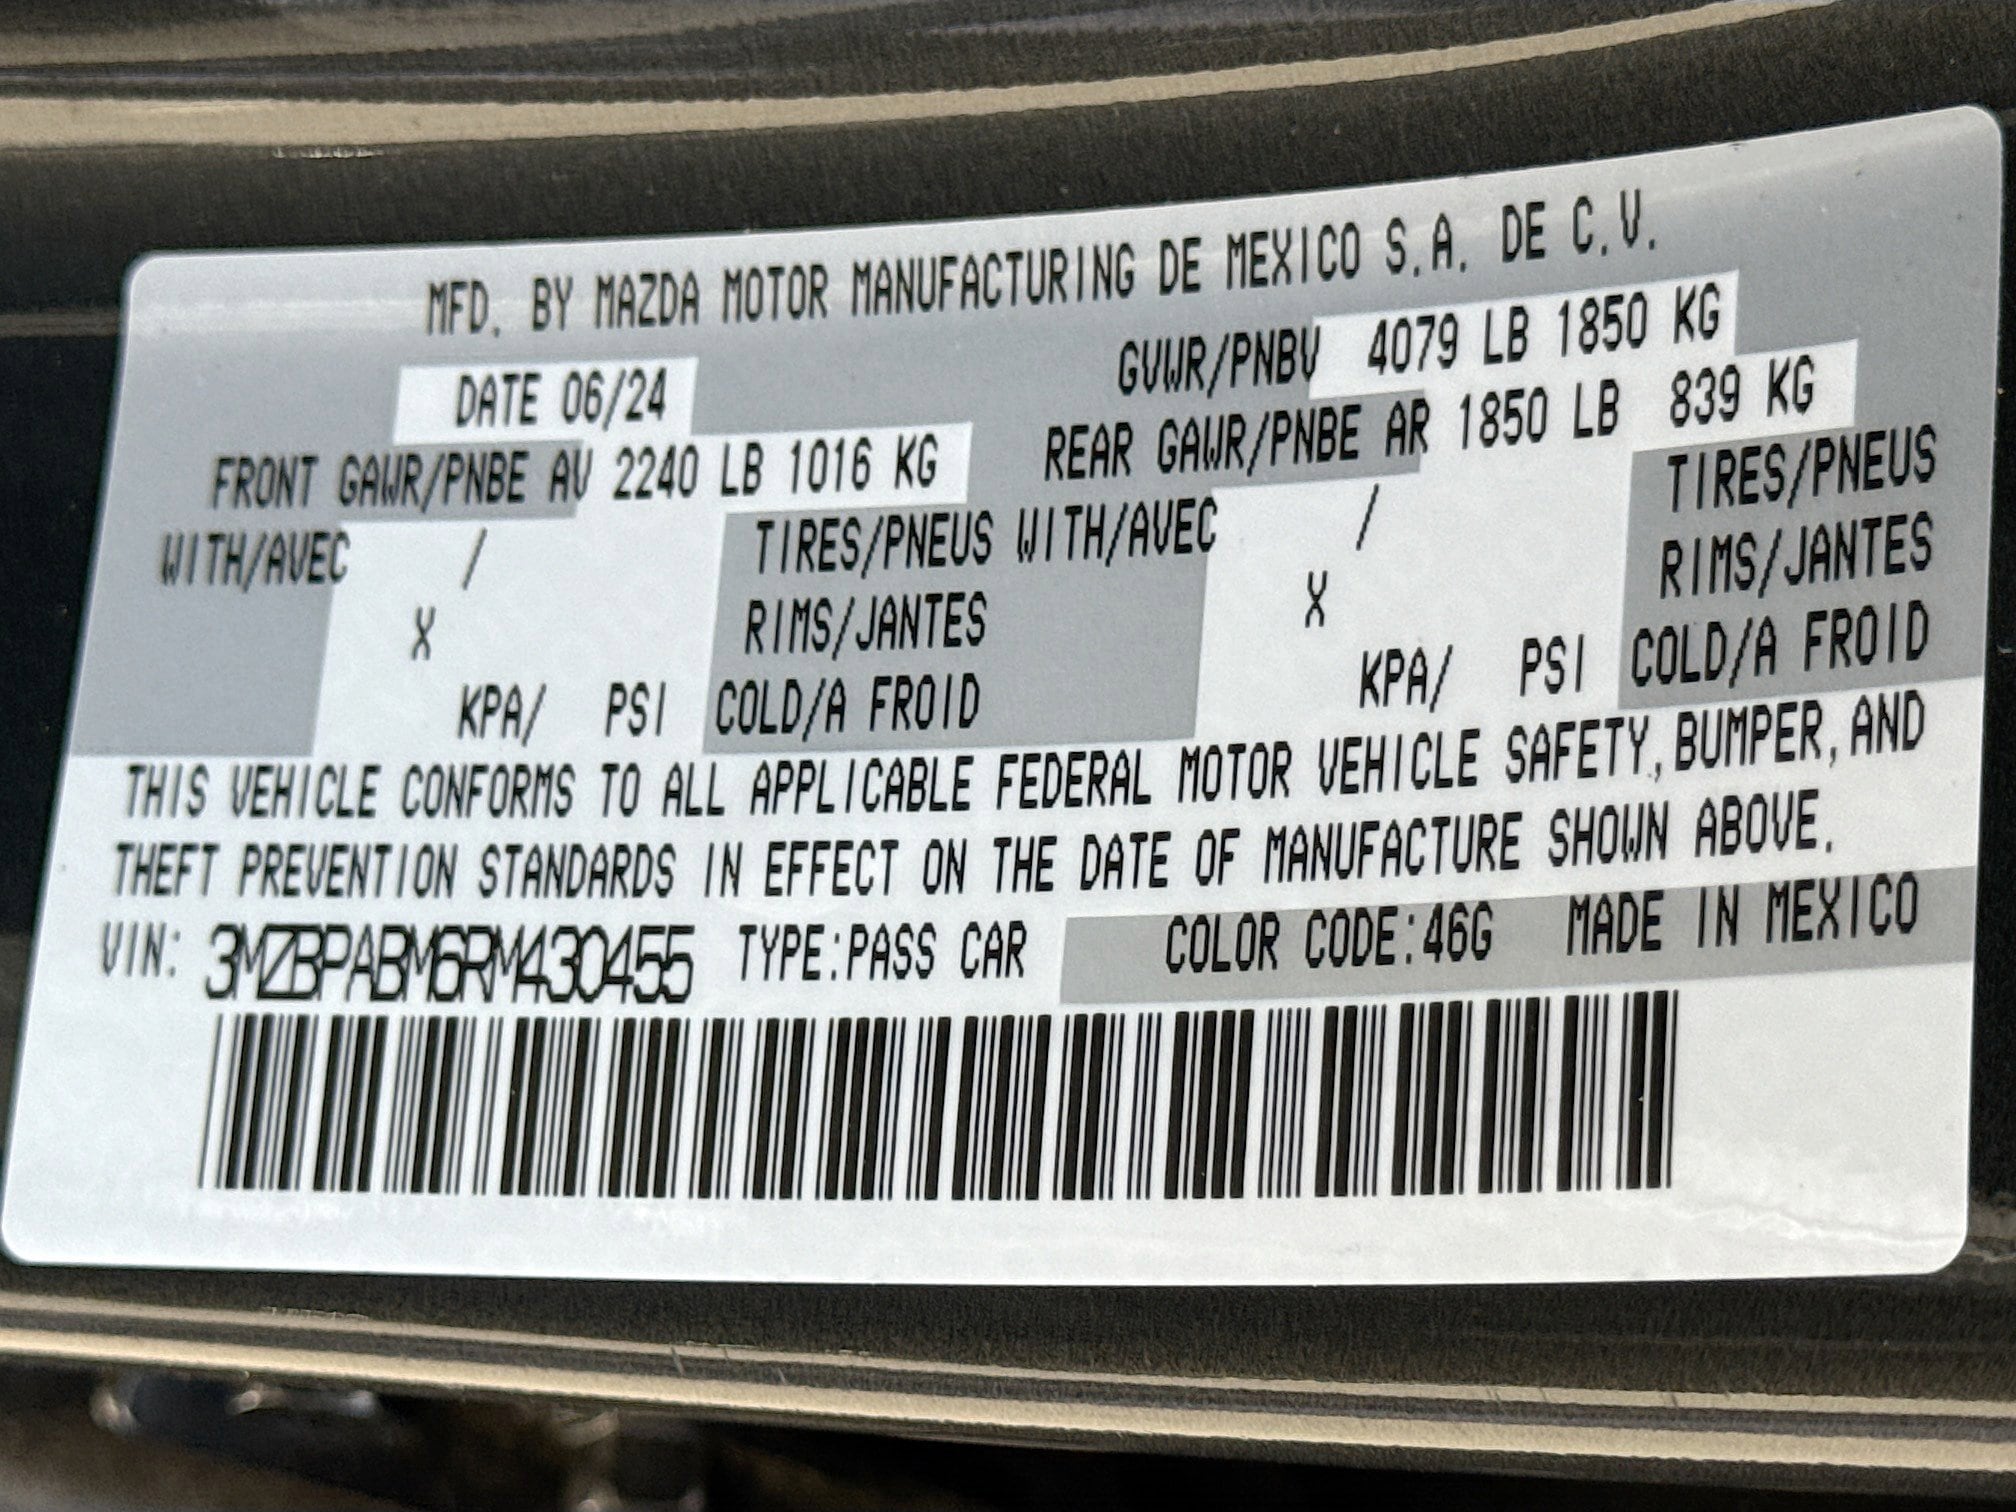 MFD. BY MAZDA MOTOR MANUFACTURING DE MEXICO S.A. DE C.V.
DATE 06/24 GVWR/PNBV 4079 LB 1850 KG
FRONT GAWR/PNBE AV 2240 LB 1016 KG REAR GAWR/PNBE AR 1850 LB 839 KG
WITH/AVEC / TIRES/PNEUS WITH/AVEC / TIRES/PNEUS
X RIMS/JANTES X RIMS/JANTES
KPA/ PSI COLD/A FROID KPA/ PSI COLD/A FROID
THIS VEHICLE CONFORMS TO ALL APPLICABLE FEDERAL MOTOR VEHICLE SAFETY, BUMPER, AND
THEFT PREVENTION STANDARDS IN EFFECT ON THE DATE OF MANUFACTURE SHOWN ABOVE.
VIN: 3MZBPABM6RM430455 TYPE:PASS CAR COLOR CODE:46G MADE IN MEXICO